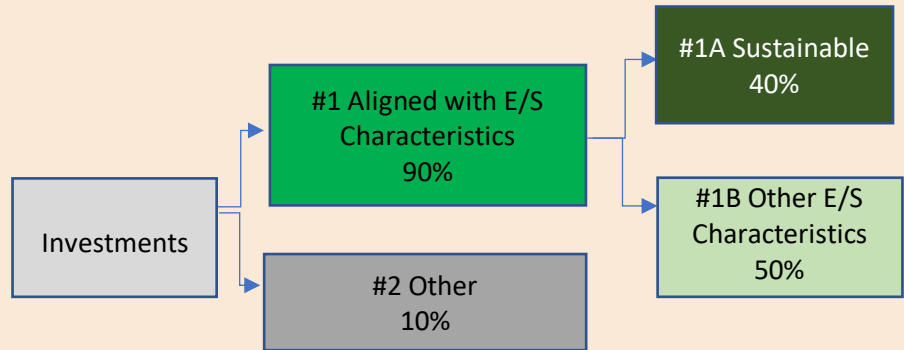 Investments
#1 Aligned with E/S
Characteristics
90%
#2 Other
10%
#1A Sustainable
40%
#1B Other E/S
Characteristics
50%